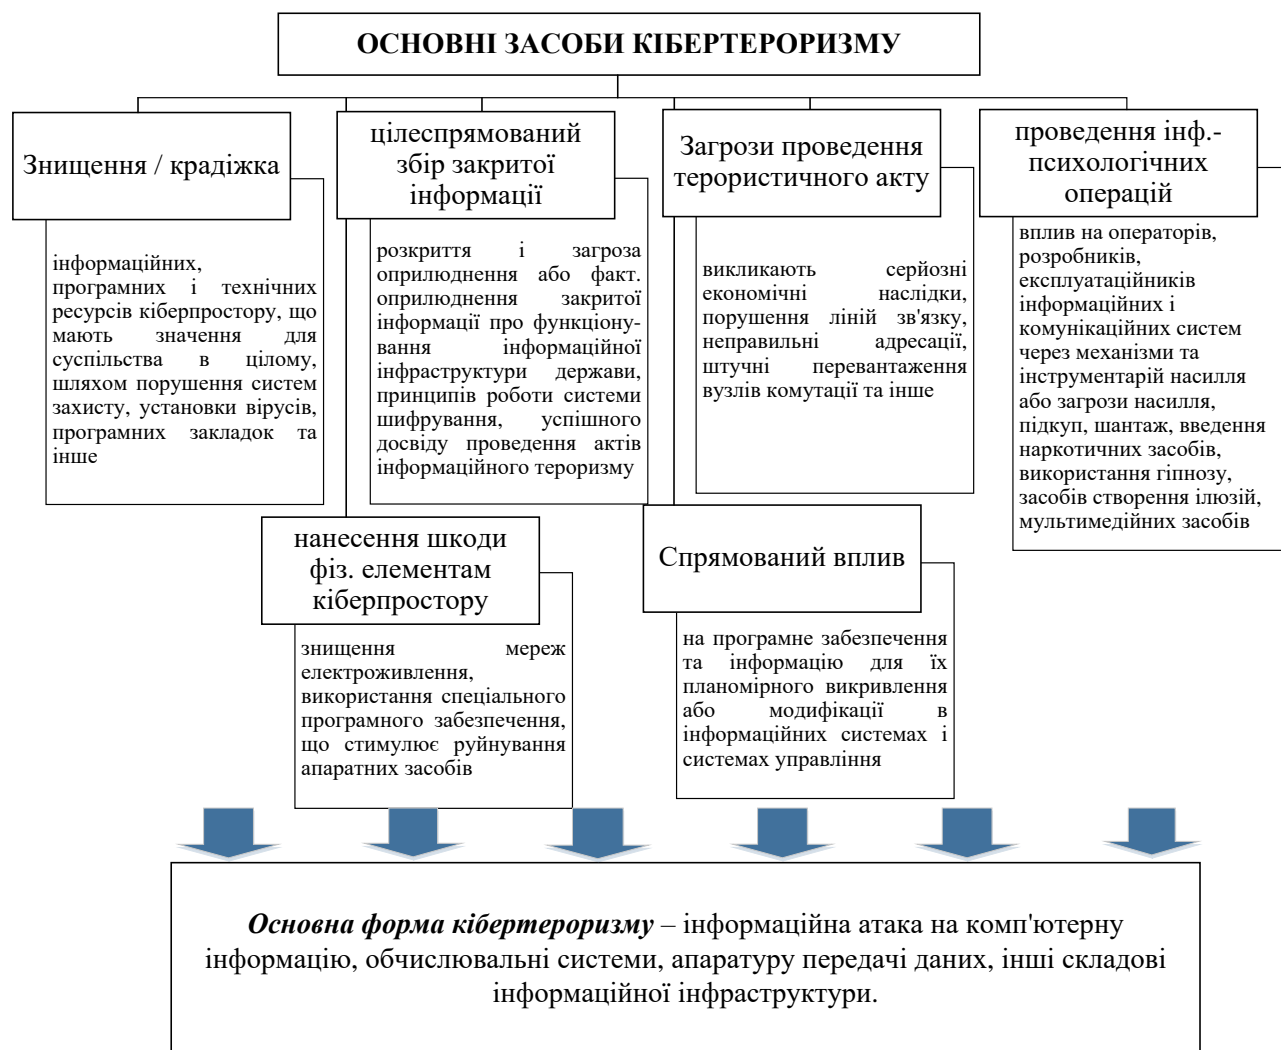 ОСНОВНІ ЗАСОБИ КІБЕРТЕРОРИЗМУ
Знищення / крадіжка
інформаційних,
програмних і технічних
ресурсів кіберпростору, що
мають значення для
суспільства в цілому,
шляхом порушення систем
захисту, установки вірусів,
програмних закладок та
інше
цілеспрямований
збір закритої
інформації
розкриття і загроза
оприлюднення або факт.
оприлюднення закритої
інформації про функціону-
вання інформаційної
інфраструктури держави,
принципів роботи системи
шифрування, успішного
досвіду проведення актів
інформаційного тероризму
Загрози проведення
терористичного акту
викликають серйозні
економічні наслідки,
порушення ліній зв'язку,
неправильні адресації,
штучні перевантаження
вузлів комутації та інше
проведення інф.-
психологічних
операцій
вплив на операторів,
розробників,
експлуатаційників
інформаційних і
комунікаційних систем
через механізми та
інструментарій насилля
або загрози насилля,
підкуп, шантаж, введення
наркотичних засобів,
використання гіпнозу,
засобів створення ілюзій,
мультимедійних засобів
нанесення шкоди
фіз. елементам
кіберпростору
знищення мереж
електроживлення,
використання спеціального
програмного забезпечення,
що стимулює руйнування
апаратних засобів
Спрямований вплив
на програмне забезпечення
та інформацію для їх
планомірного викривлення
або модифікації в
інформаційних системах і
системах управління
Основна форма кібертероризму – інформаційна атака на комп'ютерну
інформацію, обчислювальні системи, апаратуру передачі даних, інші складові
інформаційної інфраструктури.